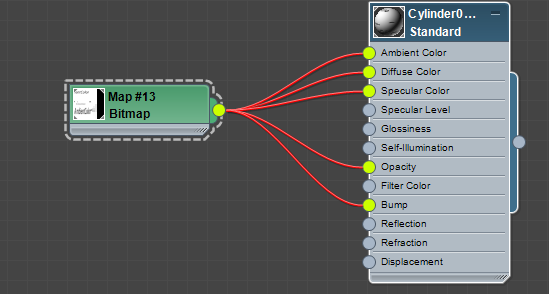 Cylinder0...
Standard
Ambient Color
Diffuse Color
Specular Color
Specular Level
Glossiness
Self-Illumination
Opacity
Filter Color
Bump
Reflection
Refraction
Displacement
Map #13
Bitmap